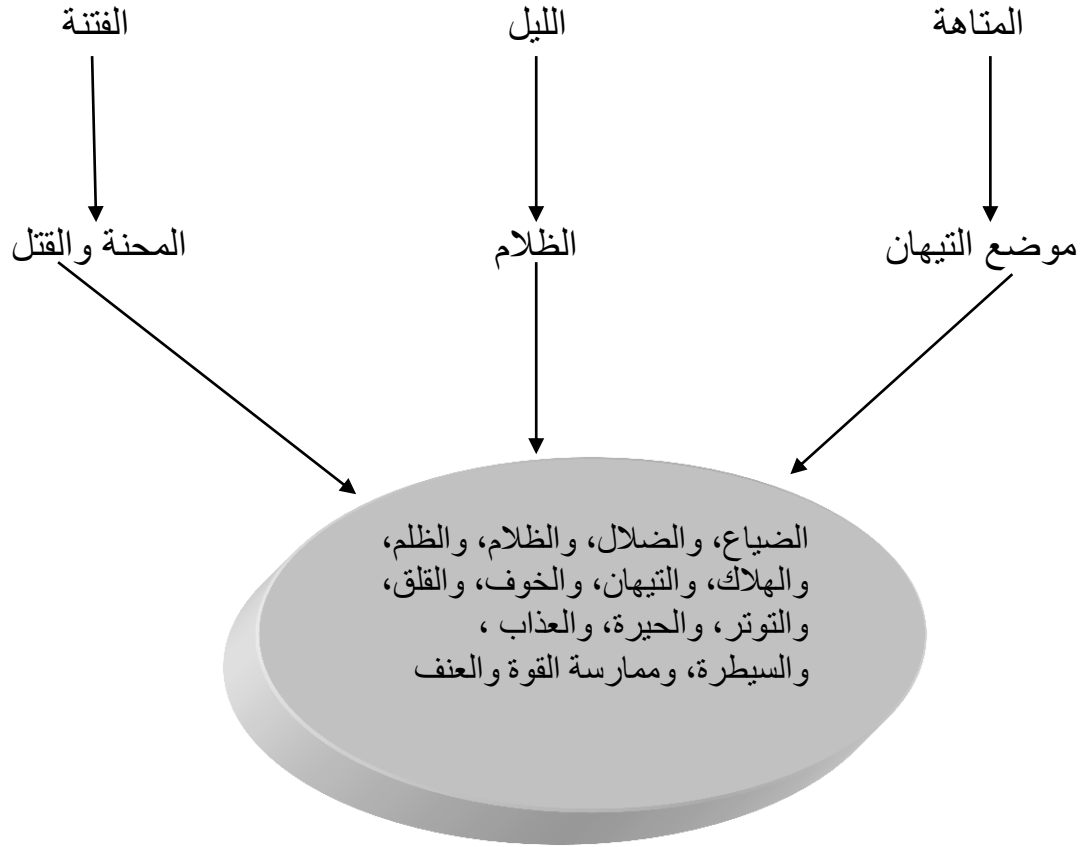 المتاهة
الليل
الفتنة
موضع التيهان
الظلام
المحنة والقتل
الضياع، والضلال، والظلام، والظلم،
والهلاك، والتيهان، والخوف، والقلق،
والتوتر، والحيرة، والعذاب ،
والسيطرة، وممارسة القوة والعنف